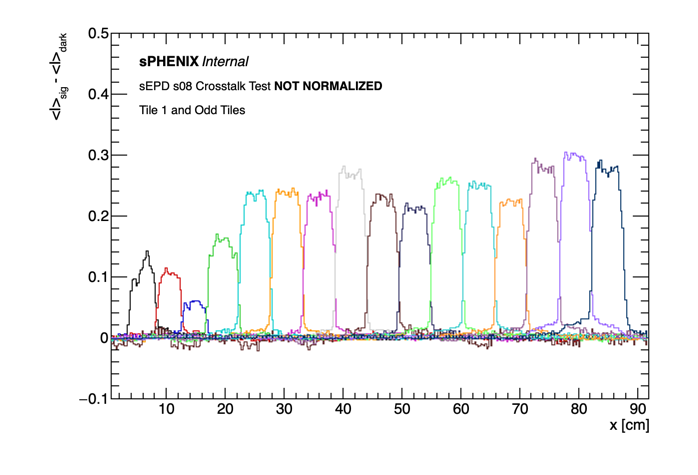 0.5
<I>sig - <I>dark
sPHENIX Internal
sEPD s08 Crosstalk Test NOT NORMALIZED
0.4
Tile 1 and Odd Tiles
0.3
0.2
0.1
0
−0.1
10 20 30 40 50 60 70 80 90
x [cm]